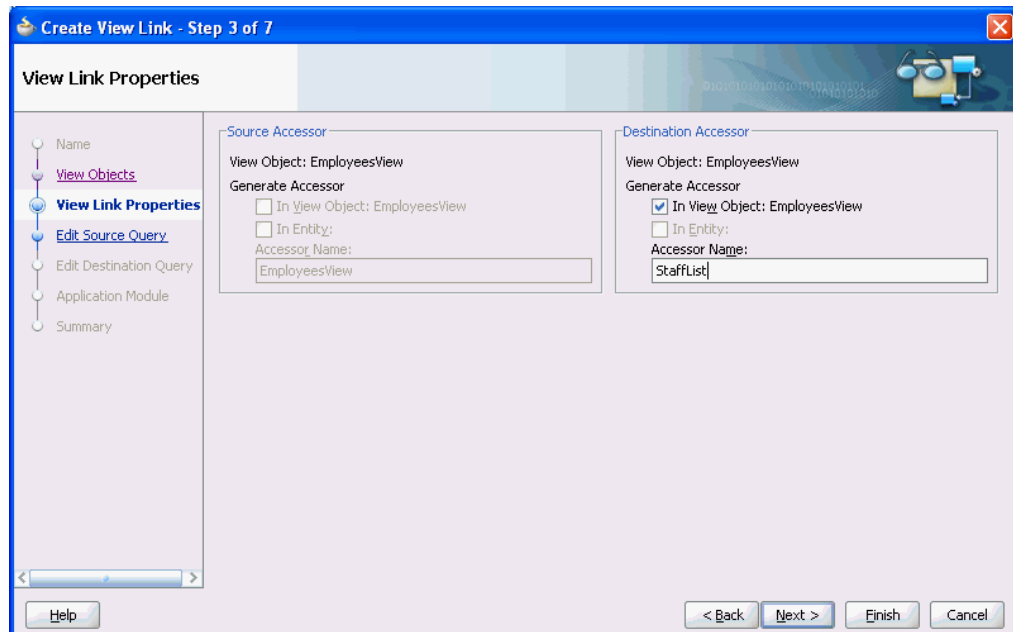 Create View Link - Step 3 of 7
View Link Properties
Name
View Objects
View Link Properties
Edit Source Query
Edit Destination Query
Application Module
Summary
Source Accessor
View Object: EmployeesView
Generate Accessor
In View Object: EmployeesView
In Entity:
Accessor Name:
EmployeesView
Destination Accessor
View Object: EmployeesView
Generate Accessor
In View Object: EmployeesView
In Entity:
Accessor Name:
StaffList
Help
< Back
Next >
Finish
Cancel